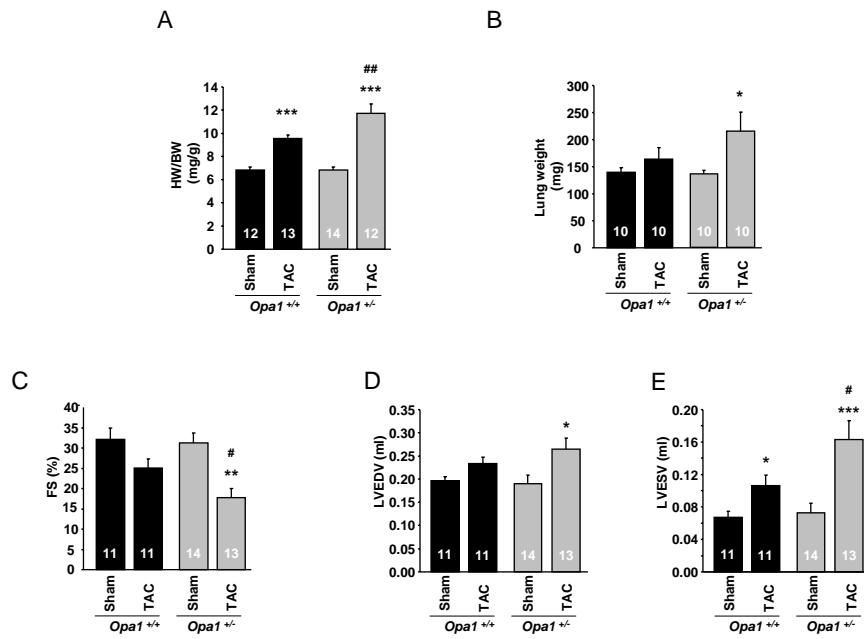 A
HW/BW
(mg/g)
14
12
10
8
6
4
2
0
***
##
***
12
13
14
12
Sham
TAC
Sham
TAC
Opa1 +/+
Opa1 +/-
B
Lung weight
(mg)
300
250
200
150
100
50
0
*
10
10
10
10
Sham
TAC
Sham
TAC
Opa1 +/+
Opa1 +/-
C
FS (%)
40
35
30
25
20
15
10
5
0
#
**
11
11
14
13
Sham
TAC
Sham
TAC
Opa1 +/+
Opa1 +/-
D
LVEDV (ml)
0.35
0.30
0.25
0.20
0.15
0.10
0.05
0.00
*
11
11
14
13
Sham
TAC
Sham
TAC
Opa1 +/+
Opa1 +/-
E
LVESV (ml)
0.20
0.16
0.12
0.08
0.04
0.00
*
#
***
11
11
14
13
Sham
TAC
Sham
TAC
Opa1 +/+
Opa1 +/-